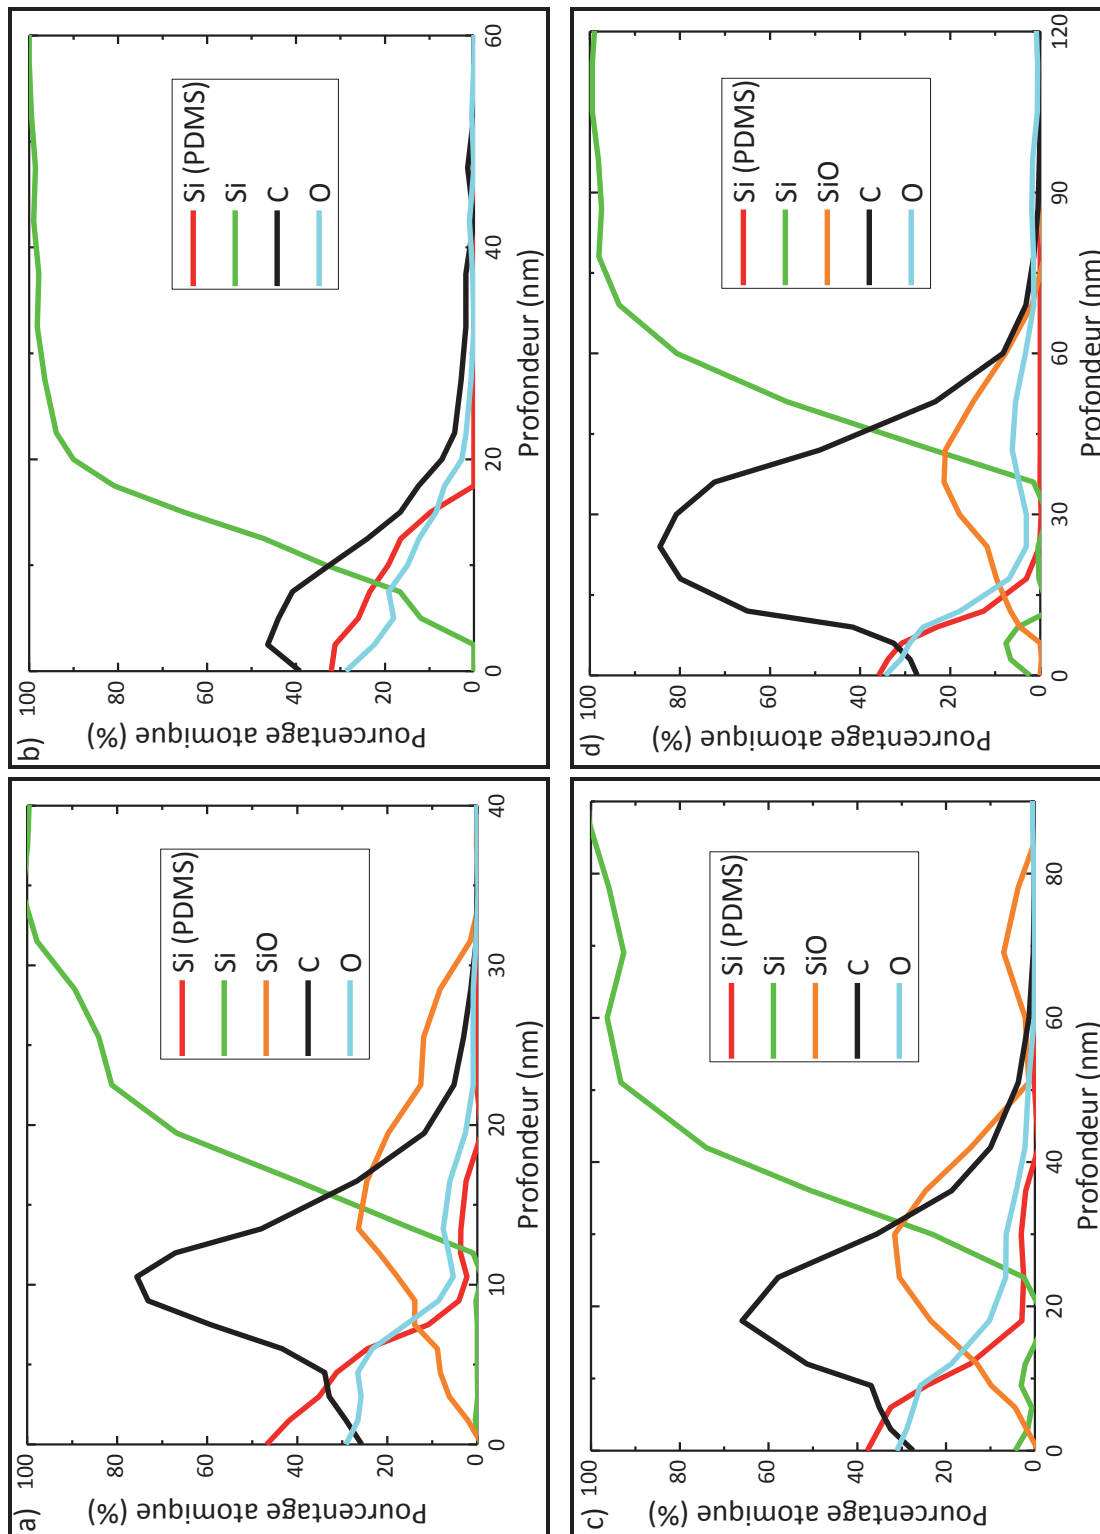 a)
Pourcentage atomique (%)
100
80
60
40
20
0
0
10
20
30
40
Profondeur (nm)
Si (PDMS)
Si
SiO
C
O
b)
Pourcentage atomique (%)
100
80
60
40
20
0
0
20
40
60
Profondeur (nm)
Si (PDMS)
Si
C
O
c)
Pourcentage atomique (%)
100
80
60
40
20
0
0
20
40
60
80
Profondeur (nm)
Si (PDMS)
Si
SiO
C
O
d)
Pourcentage atomique (%)
100
80
60
40
20
0
0
30
60
90
120
Profondeur (nm)
Si (PDMS)
Si
SiO
C
O